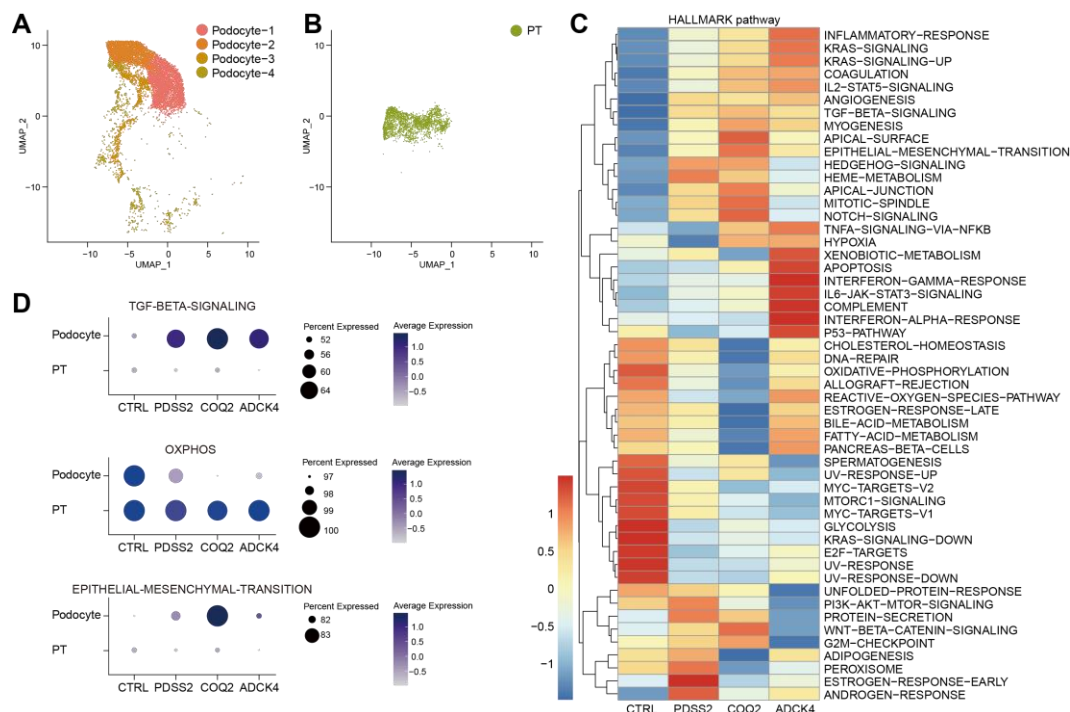 A
Podocyte-1
Podocyte-2
Podocyte-3
Podocyte-4
10
5
0
−10
UMAP_2
−10
−5
0
5
10
UMAP_1
B
PT
10
0
−10
UMAP_2
−10
−5
0
5
10
UMAP_1
C
HALLMARK pathway
INFLAMMATORY−RESPONSE
KRAS−SIGNALING
KRAS−SIGNALING−UP
COAGULATION
IL2−STAT5−SIGNALING
ANGIOGENESIS
TGF−BETA−SIGNALING
MYOGENESIS
APICAL−SURFACE
EPITHELIAL−MESENCHYMAL−TRANSITION
HEDGEHOG−SIGNALING
HEME−METABOLISM
APICAL−JUNCTION
MITOTIC−SPINDLE
NOTCH−SIGNALING
TNFA−SIGNALING−VIA−NFKB
HYPOXIA
XENOBIOTIC−METABOLISM
APOPTOSIS
INTERFERON−GAMMA−RESPONSE
IL6−JAK−STAT3−SIGNALING
COMPLEMENT
INTERFERON−ALPHA−RESPONSE
P53−PATHWAY
CHOLESTEROL−HOMEOSTASIS
DNA−REPAIR
OXIDATIVE−PHOSPHORYLATION
ALLOGRAFT−REJECTION
REACTIVE−OXYGEN−SPECIES−PATHWAY
ESTROGEN−RESPONSE−LATE
BILE−ACID−METABOLISM
FATTY−ACID−METABOLISM
PANCREAS−BETA−CELLS
SPERMATOGENESIS
UV−RESPONSE−UP
MYC−TARGETS−V2
MTORC1−SIGNALING
MYC−TARGETS−V1
GLYCOLYSIS
KRAS−SIGNALING−DOWN
E2F−TARGETS
UV−RESPONSE
UV−RESPONSE−DOWN
UNFOLDED−PROTEIN−RESPONSE
PI3K−AKT−MTOR−SIGNALING
PROTEIN−SECRETION
WNT−BETA−CATENIN−SIGNALING
G2M−CHECKPOINT
ADIPOGENESIS
PEROXISOME
ESTROGEN−RESPONSE−EARLY
ANDROGEN−RESPONSE
CTRL PDSS2 COQ2 ADCK4
1
0.5
0
−0.5
−1
D
TGF-BETA-SIGNALING
Podocyte
PT
CTRL PDSS2 COQ2 ADCK4
Percent Expressed
52
56
60
64
Average Expression
1.0
0.5
0.0
−0.5
OXPHOS
Podocyte
PT
CTRL PDSS2 COQ2 ADCK4
Percent Expressed
97
98
99
100
Average Expression
1.0
0.5
0.0
−0.5
EPITHELIAL-MESENCHYMAL-TRANSITION
Podocyte
PT
CTRL PDSS2 COQ2 ADCK4
Percent Expressed
82
83
Average Expression
1.0
0.5
0.0
−0.5